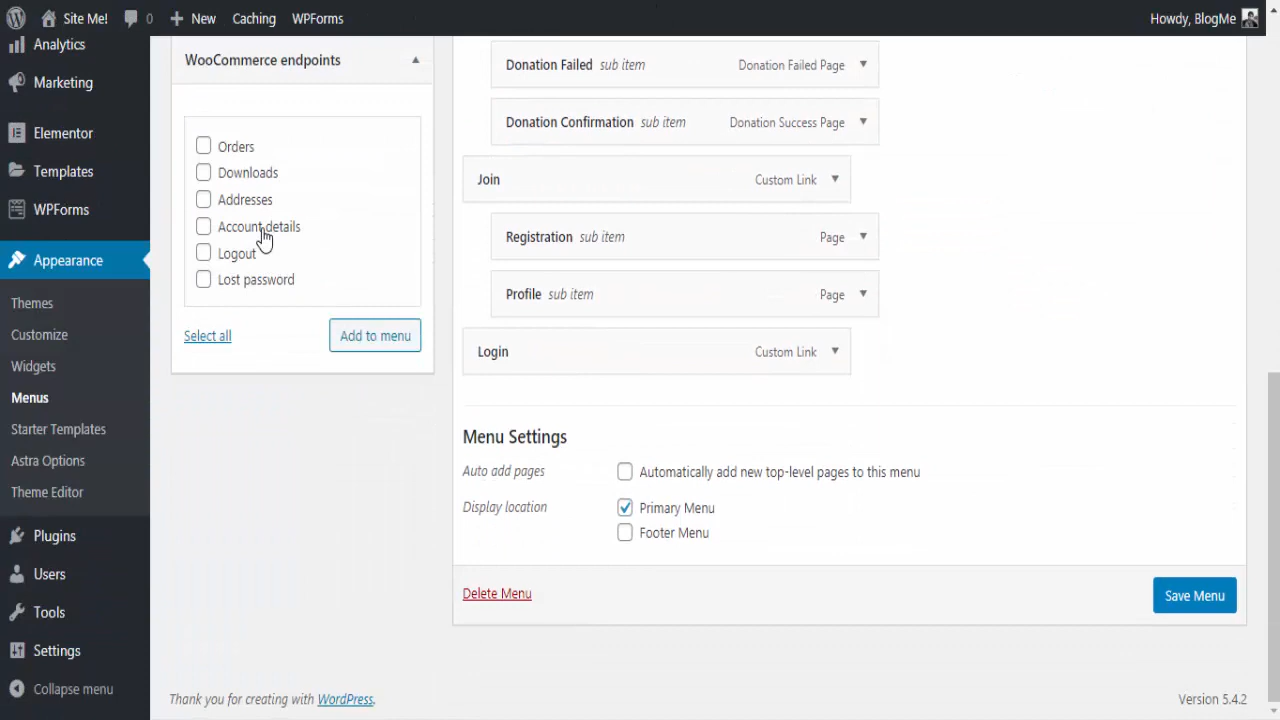 Site Me!
0
New
Caching
WPForms
Howdy, BlogMe
Analytics
Marketing
Elementor
Templates
WPForms
Appearance
Themes
Customize
Widgets
Menus
Starter Templates
Astra Options
Theme Editor
Plugins
Users
Tools
Settings
Collapse menu
WooCommerce endpoints
Orders
Downloads
Addresses
Account details
Logout
Lost password
Select all
Add to menu
Donation Failed sub item Donation Failed Page
Donation Confirmation sub item Donation Success Page
Join Custom Link
Registration sub item Page
Profile sub item Page
Login Custom Link
Menu Settings
Auto add pages Automatically add new top-level pages to this menu
Display location Primary Menu
Footer Menu
Delete Menu Save Menu
Thank you for creating with WordPress. Version 5.4.2